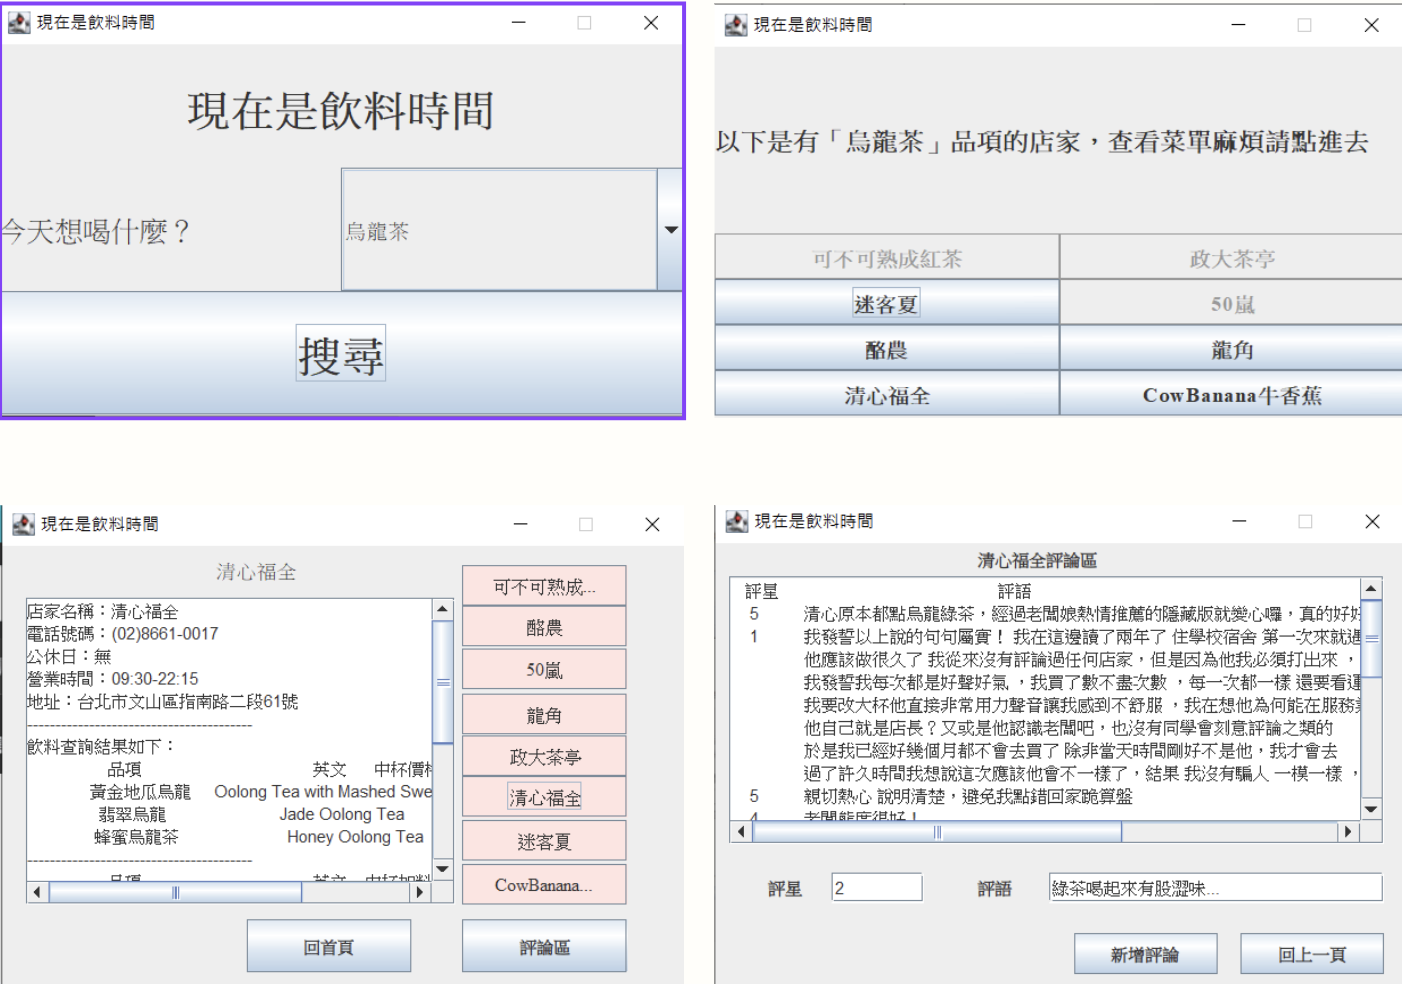 現在是飲料時間
現在是飲料時間
今天想喝什麼？
烏龍茶
搜尋
現在是飲料時間
以下是有「烏龍茶」品項的店家，查看菜單麻煩請點進去
可不可熟成紅茶 政大茶亭
迷客夏 50嵐
酪農 龍角
清心福全 CowBanana牛香蕉
現在是飲料時間
清心福全
店家名稱：清心福全
電話號碼：(02)8661-0017
公休日：無
營業時間：09:30-22:15
地址：台北市文山區指南路二段61號
----------------------------------------
飲料查詢結果如下：
品項 英文 中杯價
黃金地瓜烏龍 Oolong Tea with Mashed Swe
翡翠烏龍 Jade Oolong Tea
蜂蜜烏龍茶 Honey Oolong Tea
----------------------------------------
可不可熟成...
酪農
50嵐
龍角
政大茶亭
清心福全
迷客夏
CowBanana...
回首頁
評論區
現在是飲料時間
清心福全評論區
評星 評語
5 清心原本都點烏龍綠茶，經過老闆娘熱情推薦的隱藏版就變心囉，真的好好
1 我發誓以上說的句句屬實！ 我在這邊讀了兩年了 住學校宿舍 第一次來就遇
他應該做很久了 我從來沒有評論過任何店家，但是因為他我必須打出來 ，
我發誓我每次都是好聲好氣 ，我買了數不盡次數 ，每一次都一樣 還要看運
我要改大杯他直接非常用力聲音讓我感到不舒服 ，我在想他為何能在服務
他自己就是店長？又或是他認識老闆吧，也沒有同學會刻意評論之類的
於是我已經好幾個月都不會去買了 除非當天時間剛好不是他，我才會去
過了許久時間我想說這次應該他會不一樣了，結果 我沒有騙人 一模一樣 ，
5 親切熱心 說明清楚，避免我點錯回家跪算盤
4 老闆態度很好！
評星 2 評語 綠茶喝起來有股澀味...
新增評論 回上一頁